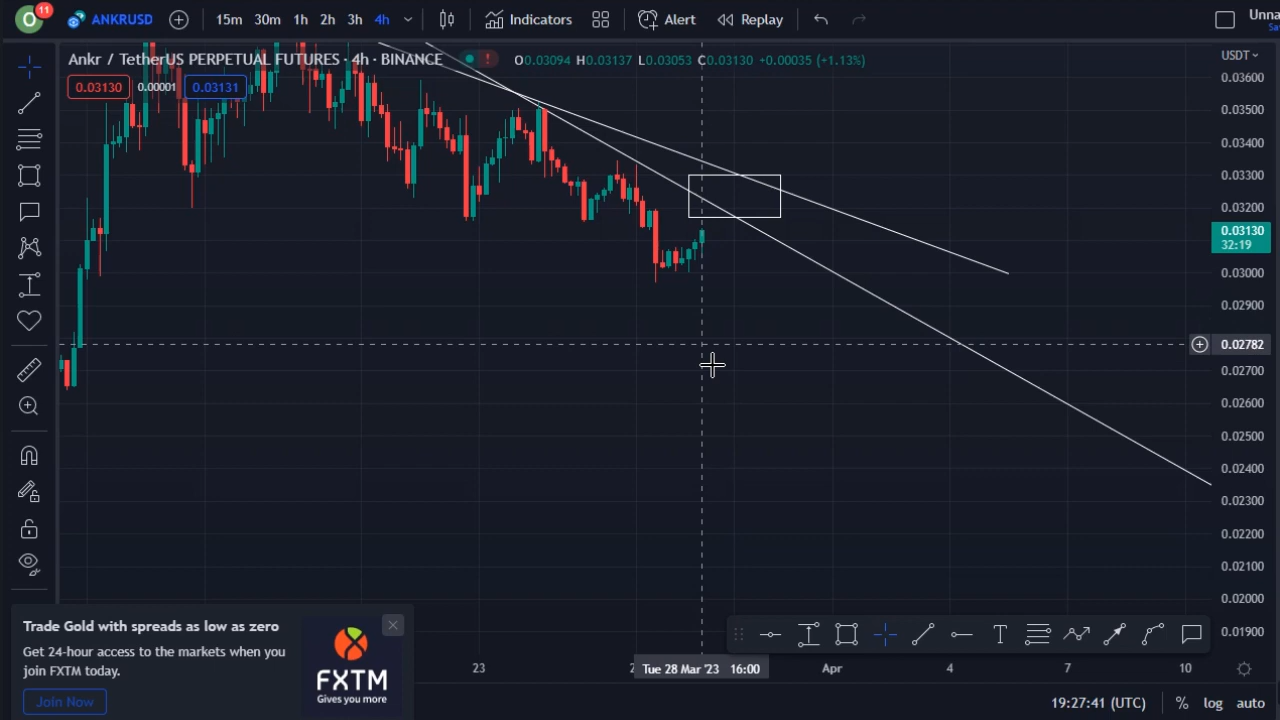 O 11 ANKRUSD 15m 30m 1h 2h 3h 4h Indicators Alert Replay Unna
Sa
Ankr / TetherUS PERPETUAL FUTURES · 4h · BINANCE ! O0.03094 H0.03137 L0.03053 C0.03130 +0.00035 (+1.13%) USDT
0.03130 0.00001 0.03131
0.03600
0.03500
0.03400
0.03300
0.03200
0.03130
32:19
0.03000
0.02900
0.02782
0.02700
0.02600
0.02500
0.02400
0.02300
0.02200
0.02100
0.02000
0.01900
Trade Gold with spreads as low as zero
Get 24-hour access to the markets when you
join FXTM today.
Join Now
FXTM
Gives you more
T
23 2 Tue 28 Mar '23 16:00 Apr 4 7 10
19:27:41 (UTC) % log auto